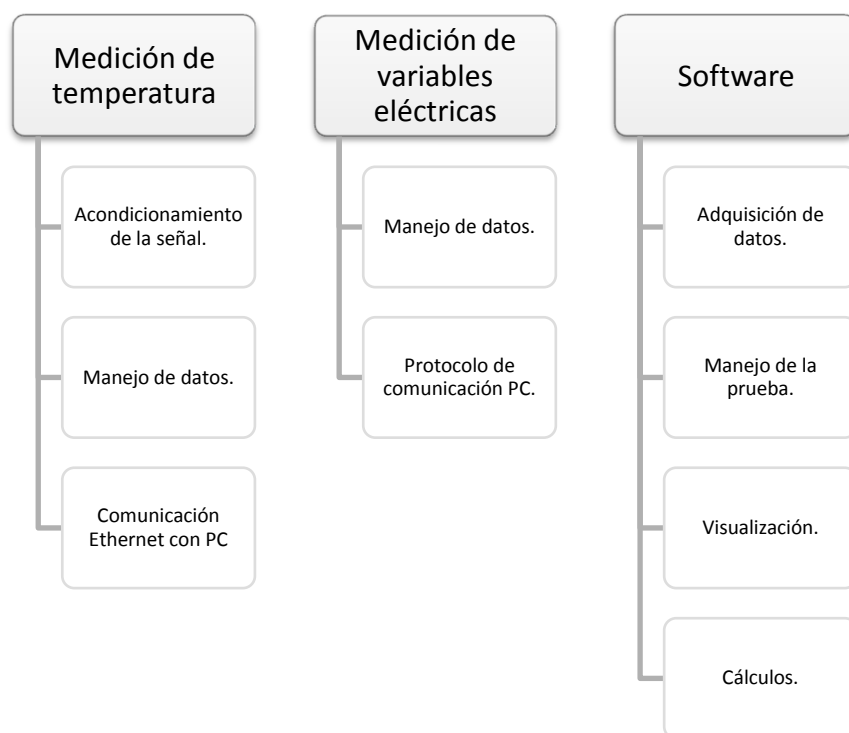 Medición de
temperatura
Acondicionamiento
de la señal.
Manejo de datos.
Comunicación
Ethernet con PC
Medición de
variables
eléctricas
Manejo de datos.
Protocolo de
comunicación PC.
Software
Adquisición de
datos.
Manejo de la
prueba.
Visualización.
Cálculos.